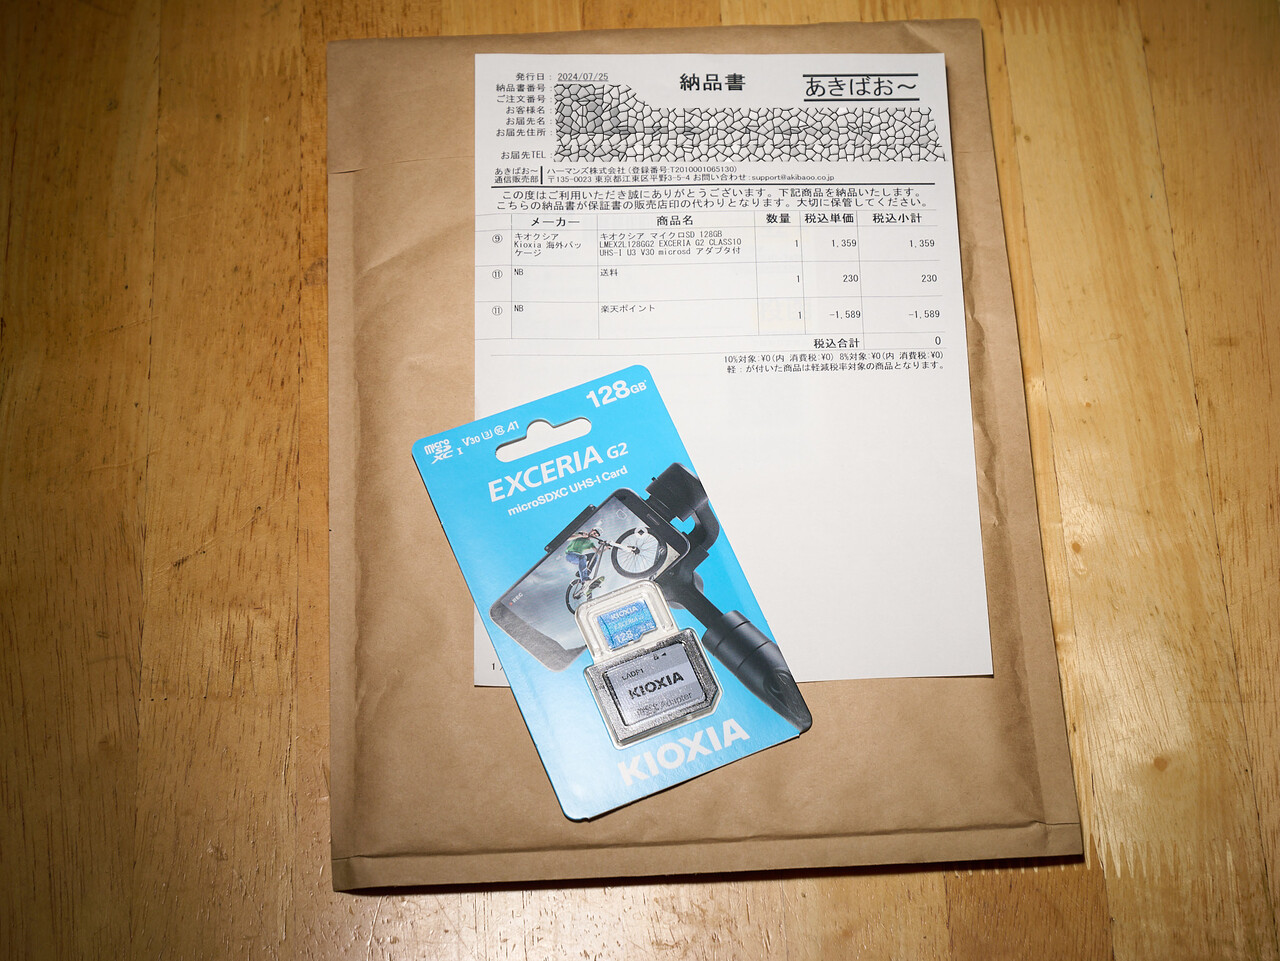 発行日: 2024/07/25
納品書
あきばお〜
納品書番号:
ご注文番号:
お客様名:
お届先名:
お届先住所:
お届先TEL:
あきばお〜
通信販売部
ハーマンズ株式会社(登録番号:T2010001065130)
〒135-0023 東京都江東区平野3-5-4 お問い合わせ:support@akibaoo.co.jp
この度はご利用いただき誠にありがとうございます。下記商品を納品いたします。
こちらの納品書が保証書の販売店印の代わりとなります。大切に保管してください。
メーカー 商品名 数量 税込単価 税込小計
⑨ キオクシア Kioxia 海外パッケージ キオクシア マイクロSD 128GB LMEX2L128GG2 EXCERIA G2 CLASS10 UHS-I U3 V30 microsd アダプタ付 1 1,359 1,359
⑪ NB 送料 1 230 230
⑪ NB 楽天ポイント 1 -1,589 -1,589
税込合計 0
10%対象:¥0(内 消費税:¥0) 8%対象:¥0(内 消費税:¥0)
軽:が付いた商品は軽減税率対象の商品となります。
1/
128GB
micro SD XC I V30 U3 C10 A1
EXCERIA G2
microSDXC UHS-I Card
REC
KIOXIA
EXCERIA
128
LADP1
KIOXIA
microSD Adapter
KIOXIA